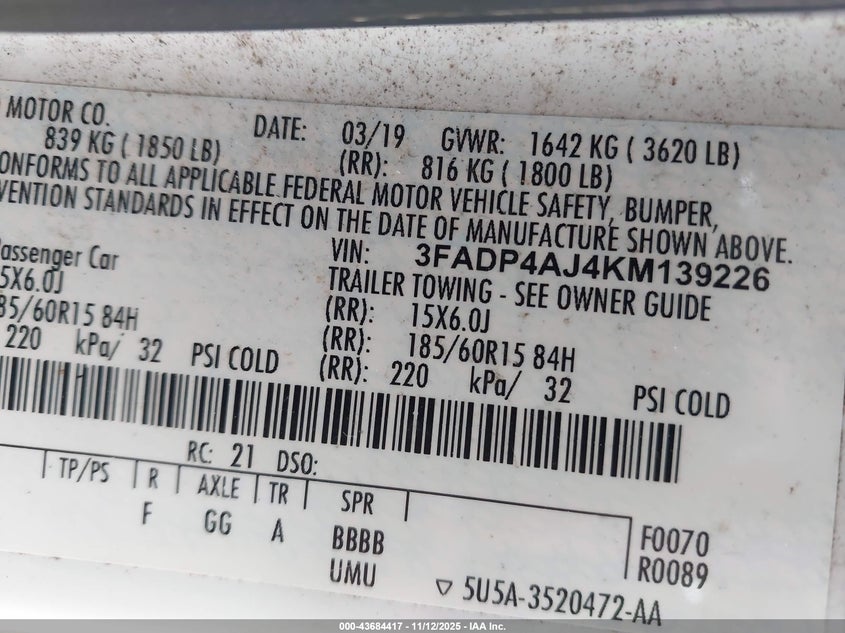 MOTOR CO. DATE: 03/19 GVWR: 1642 KG ( 3620 LB)
839 KG ( 1850 LB) (RR): 816 KG ( 1800 LB)
ONFORMS TO ALL APPLICABLE FEDERAL MOTOR VEHICLE SAFETY, BUMPER,
VENTION STANDARDS IN EFFECT ON THE DATE OF MANUFACTURE SHOWN ABOVE.
VIN: 3FADP4AJ4KM139226
Passenger Car TRAILER TOWING - SEE OWNER GUIDE
5X6.0J (RR): 15X6.0J
85/60R15 84H (RR): 185/60R15 84H
220 kPa/ 32 PSI COLD (RR): 220 kPa/ 32 PSI COLD
RC: 21 DSO:
TP/PS R AXLE TR SPR
F GG A BBBB F0070
UMU R0089
▽ 5U5A-3520472-AA
000-43684417 - 11/12/2025 - IAA Inc.